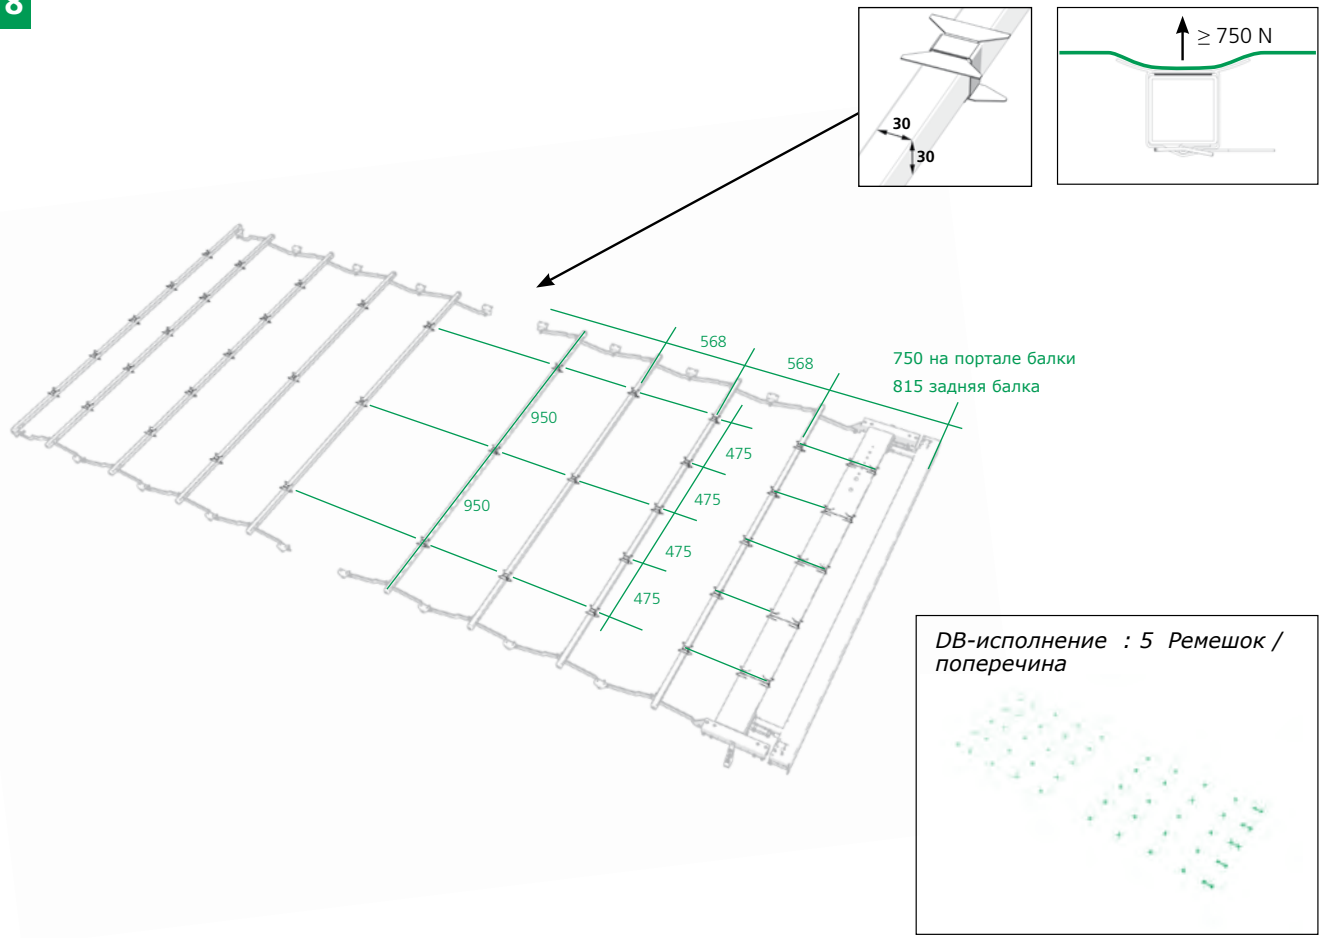 8
≥ 750 N
30
30
568
568
750 на портале балки
815 задняя балка
950
475
475
950
475
475
DB-исполнение : 5 Ремешок /
поперечина